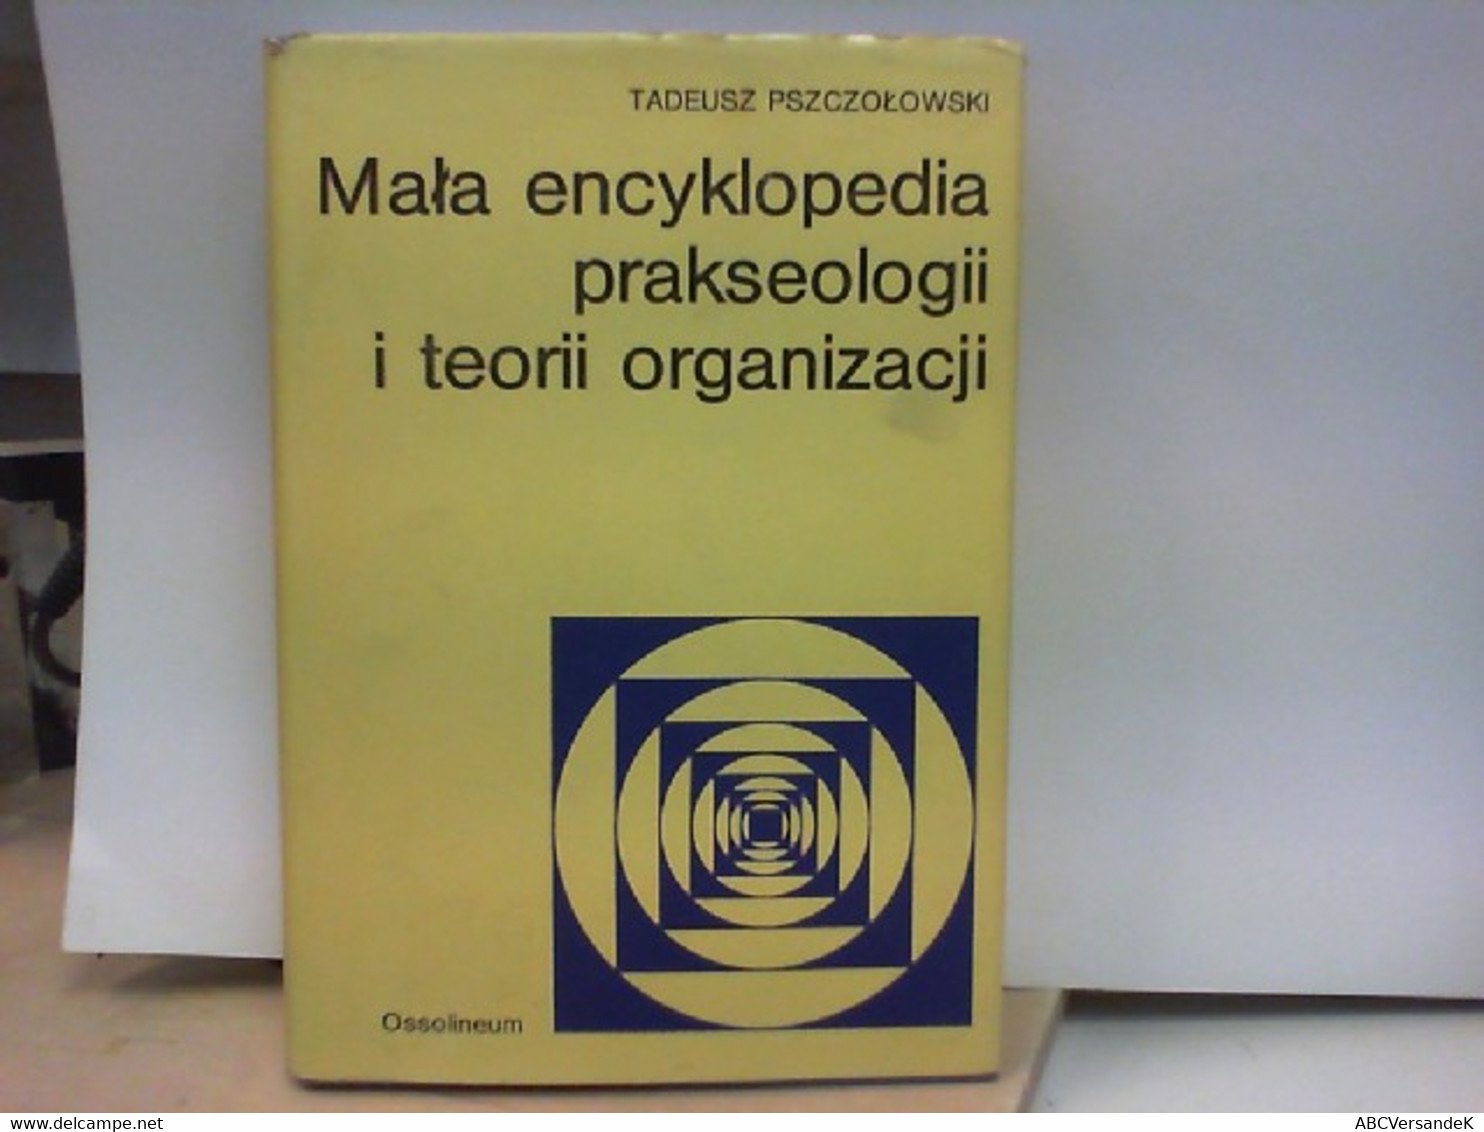 TADEUSZ PSZCZOŁOWSKI
Mała encyklopedia
prakseologii
i teorii organizacji
Ossolineum
www.delcampe.net
ABCVersandeK